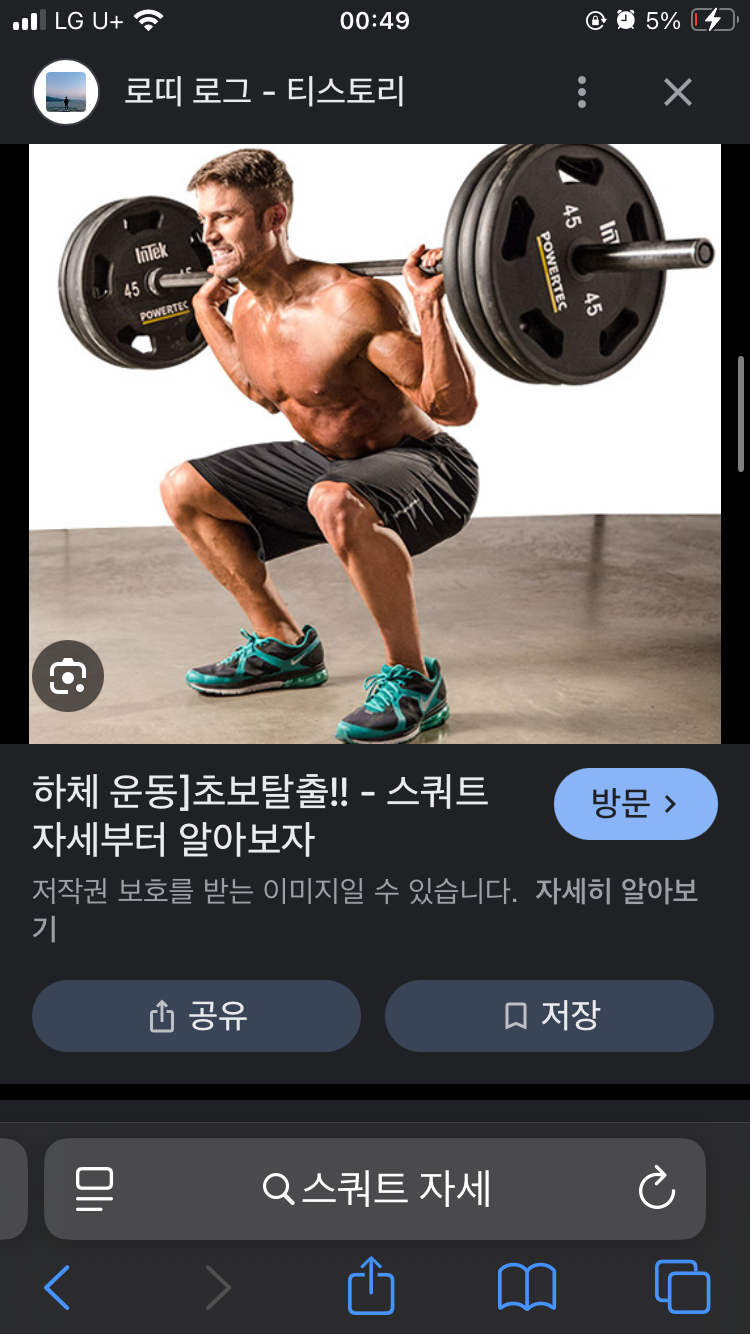 LG U+
00:49
5%
로띠 로그 - 티스토리
InTek
45
45
POWERTEC
45
POWERTEC
45
하체 운동]초보탈출!! - 스쿼트
자세부터 알아보자
방문
저작권 보호를 받는 이미지일 수 있습니다. 자세히 알아보
기
공유
저장
스쿼트 자세